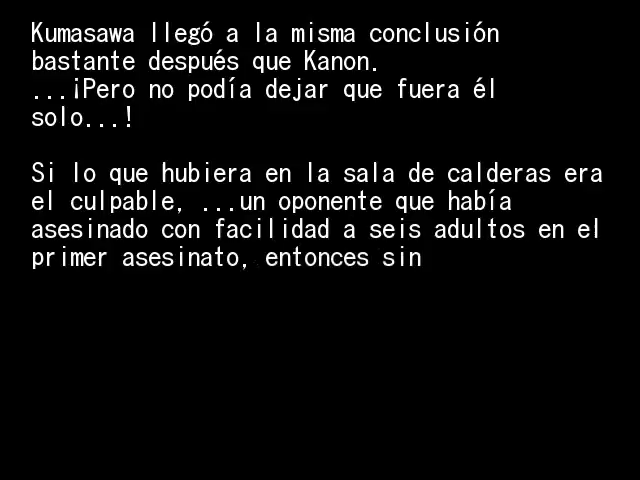 Kumasawa llegó a la misma conclusión
bastante después que Kanon.
...¡Pero no podía dejar que fuera él
solo...!
Si lo que hubiera en la sala de calderas era
el culpable, ...un oponente que había
asesinado con facilidad a seis adultos en el
primer asesinato, entonces sin